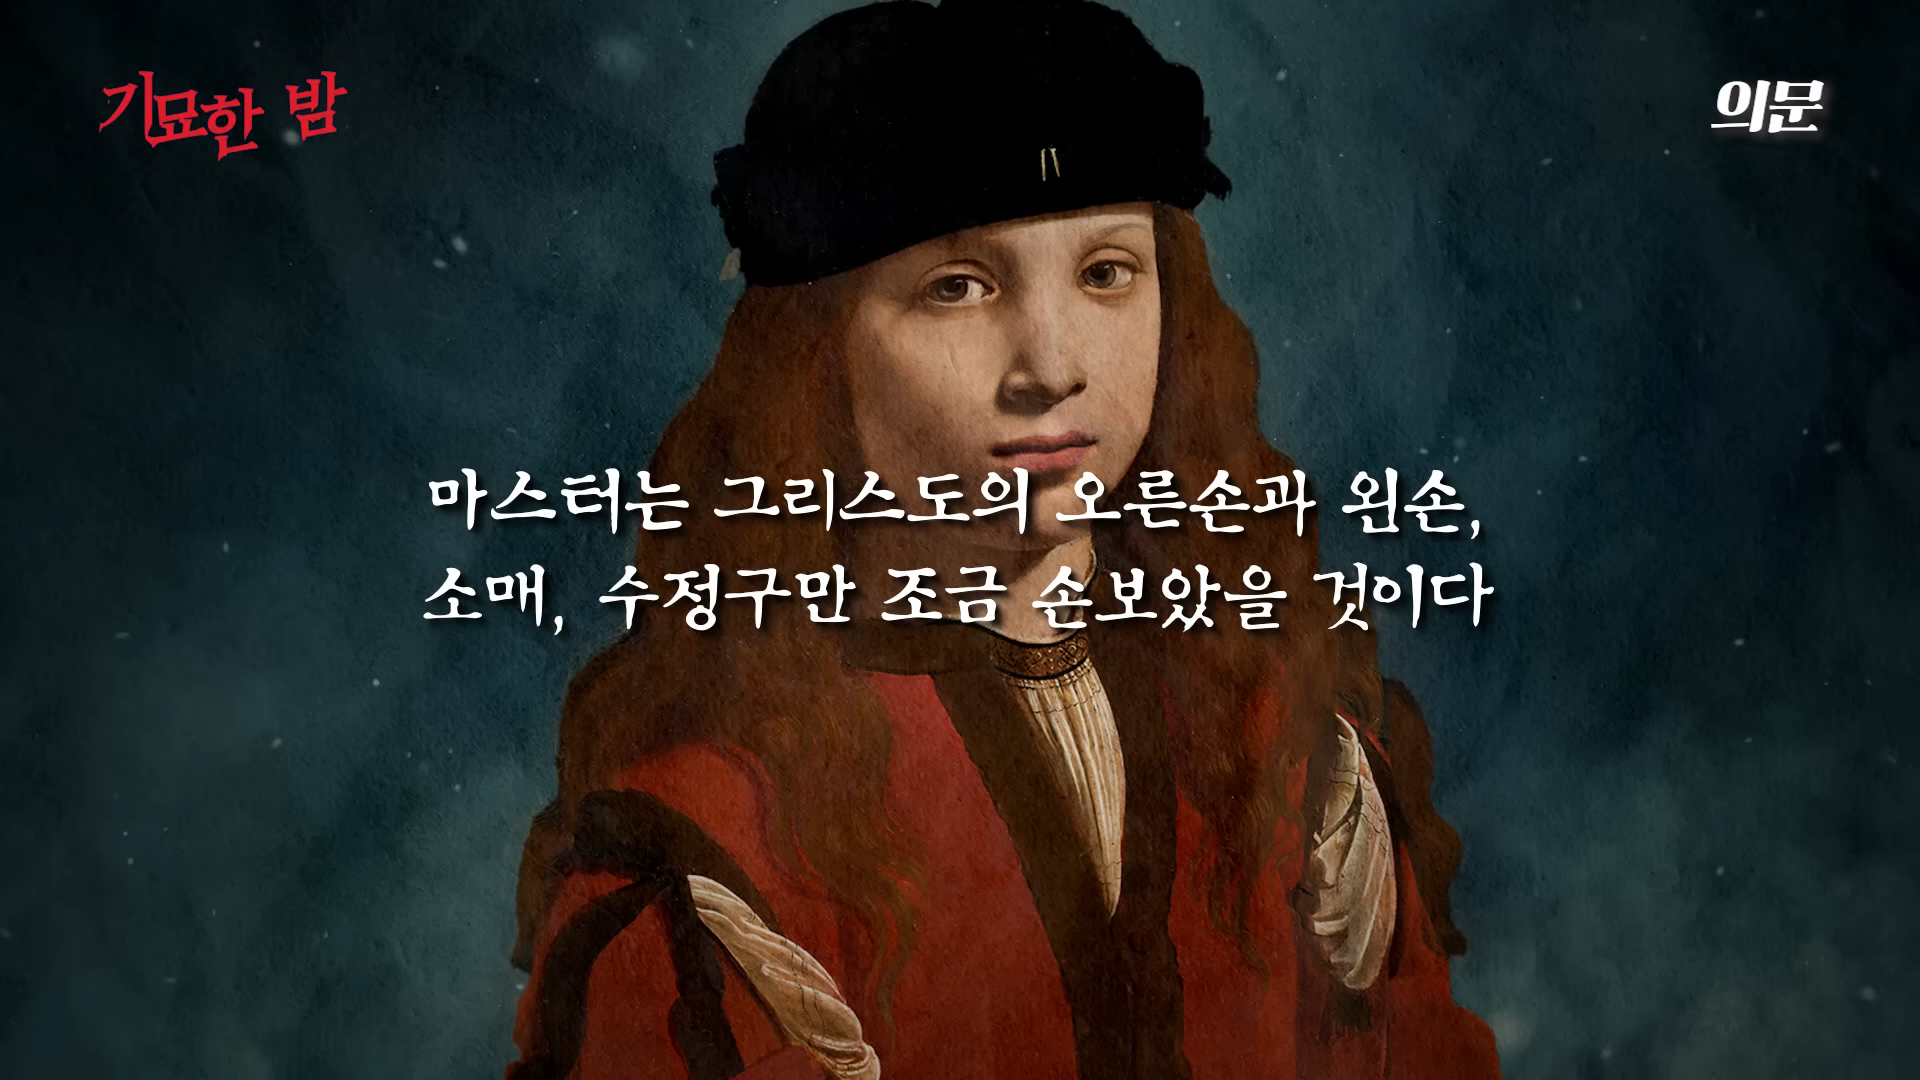 기묘한 밤
의문
마스터는 그리스도의 오른손과 왼손,
소매, 수정구만 조금 손보았을 것이다